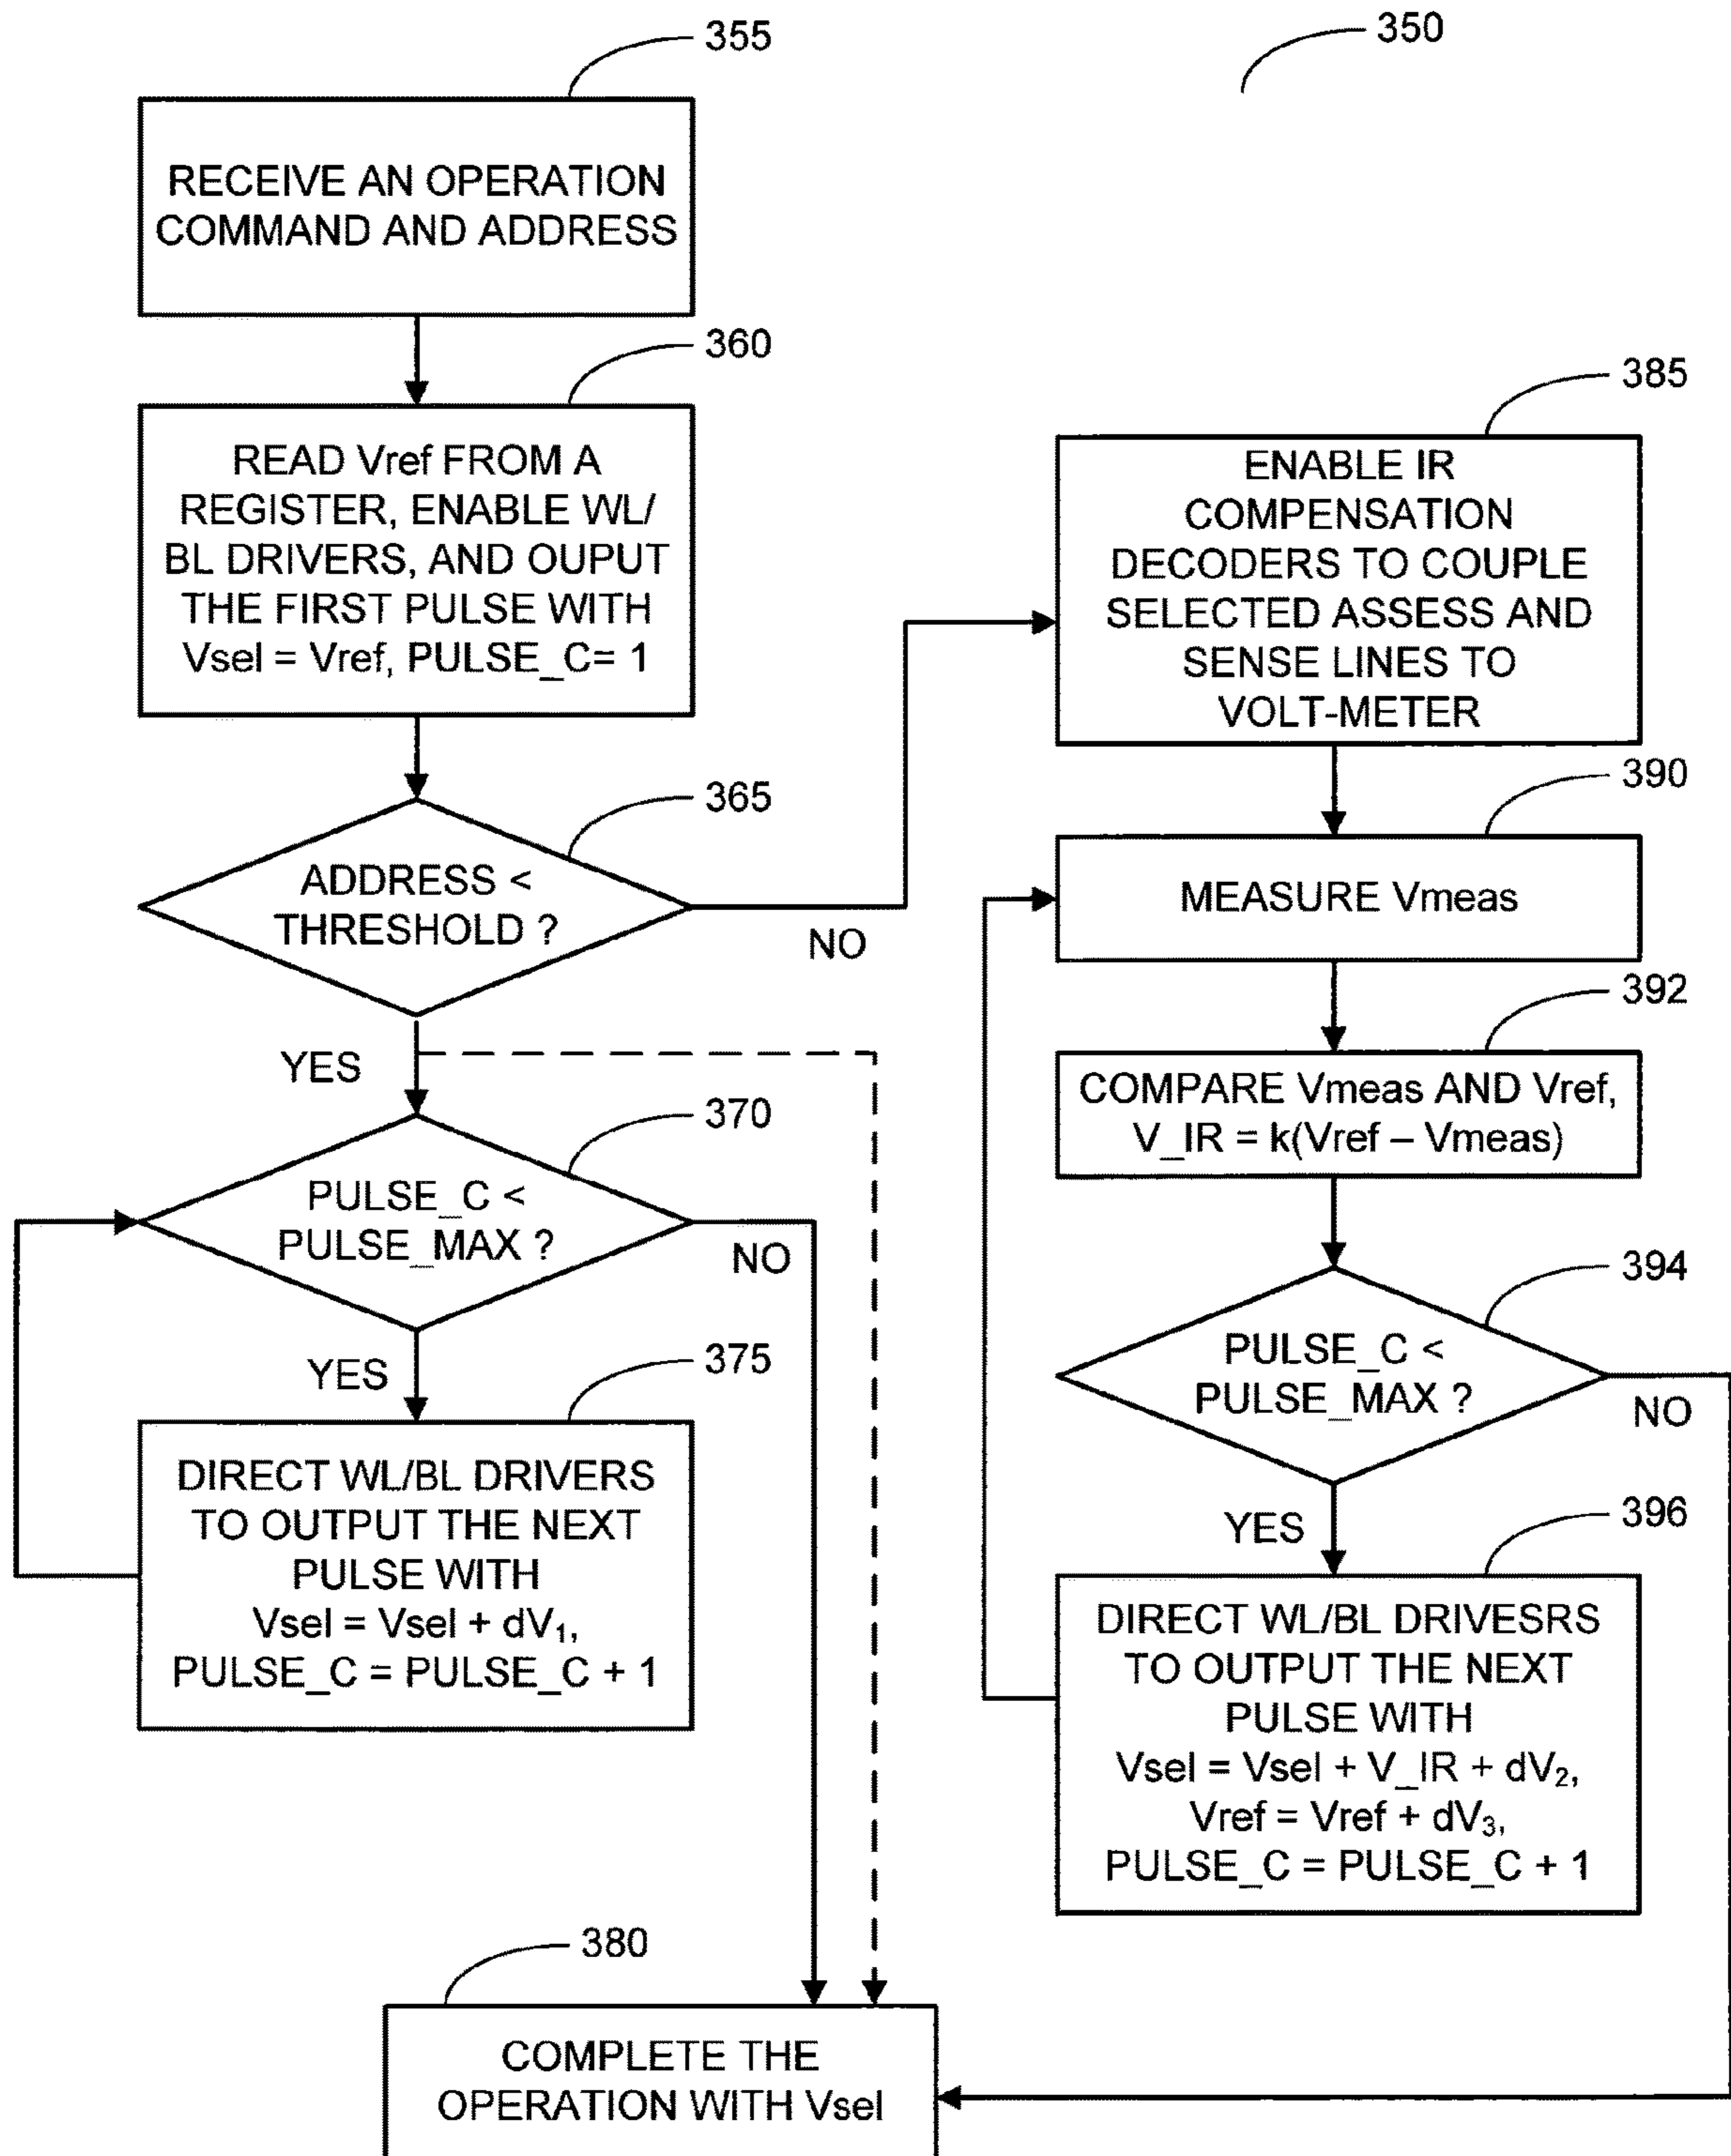 355
350
RECEIVE AN OPERATION
COMMAND AND ADDRESS
360
READ Vref FROM A
REGISTER, ENABLE WL/
BL DRIVERS, AND OUPUT
THE FIRST PULSE WITH
Vsel = Vref, PULSE_C= 1
365
ADDRESS <
THRESHOLD ?
NO
YES
370
PULSE_C <
PULSE_MAX ?
NO
YES
375
DIRECT WL/BL DRIVERS
TO OUTPUT THE NEXT
PULSE WITH
Vsel = Vsel + dV₁,
PULSE_C = PULSE_C + 1
385
ENABLE IR
COMPENSATION
DECODERS TO COUPLE
SELECTED ASSESS AND
SENSE LINES TO
VOLT-METER
390
MEASURE Vmeas
392
COMPARE Vmeas AND Vref,
V_IR = k(Vref – Vmeas)
394
PULSE_C <
PULSE_MAX ?
NO
YES
396
DIRECT WL/BL DRIVESRS
TO OUTPUT THE NEXT
PULSE WITH
Vsel = Vsel + V_IR + dV₂,
Vref = Vref + dV₃,
PULSE_C = PULSE_C + 1
380
COMPLETE THE
OPERATION WITH Vsel